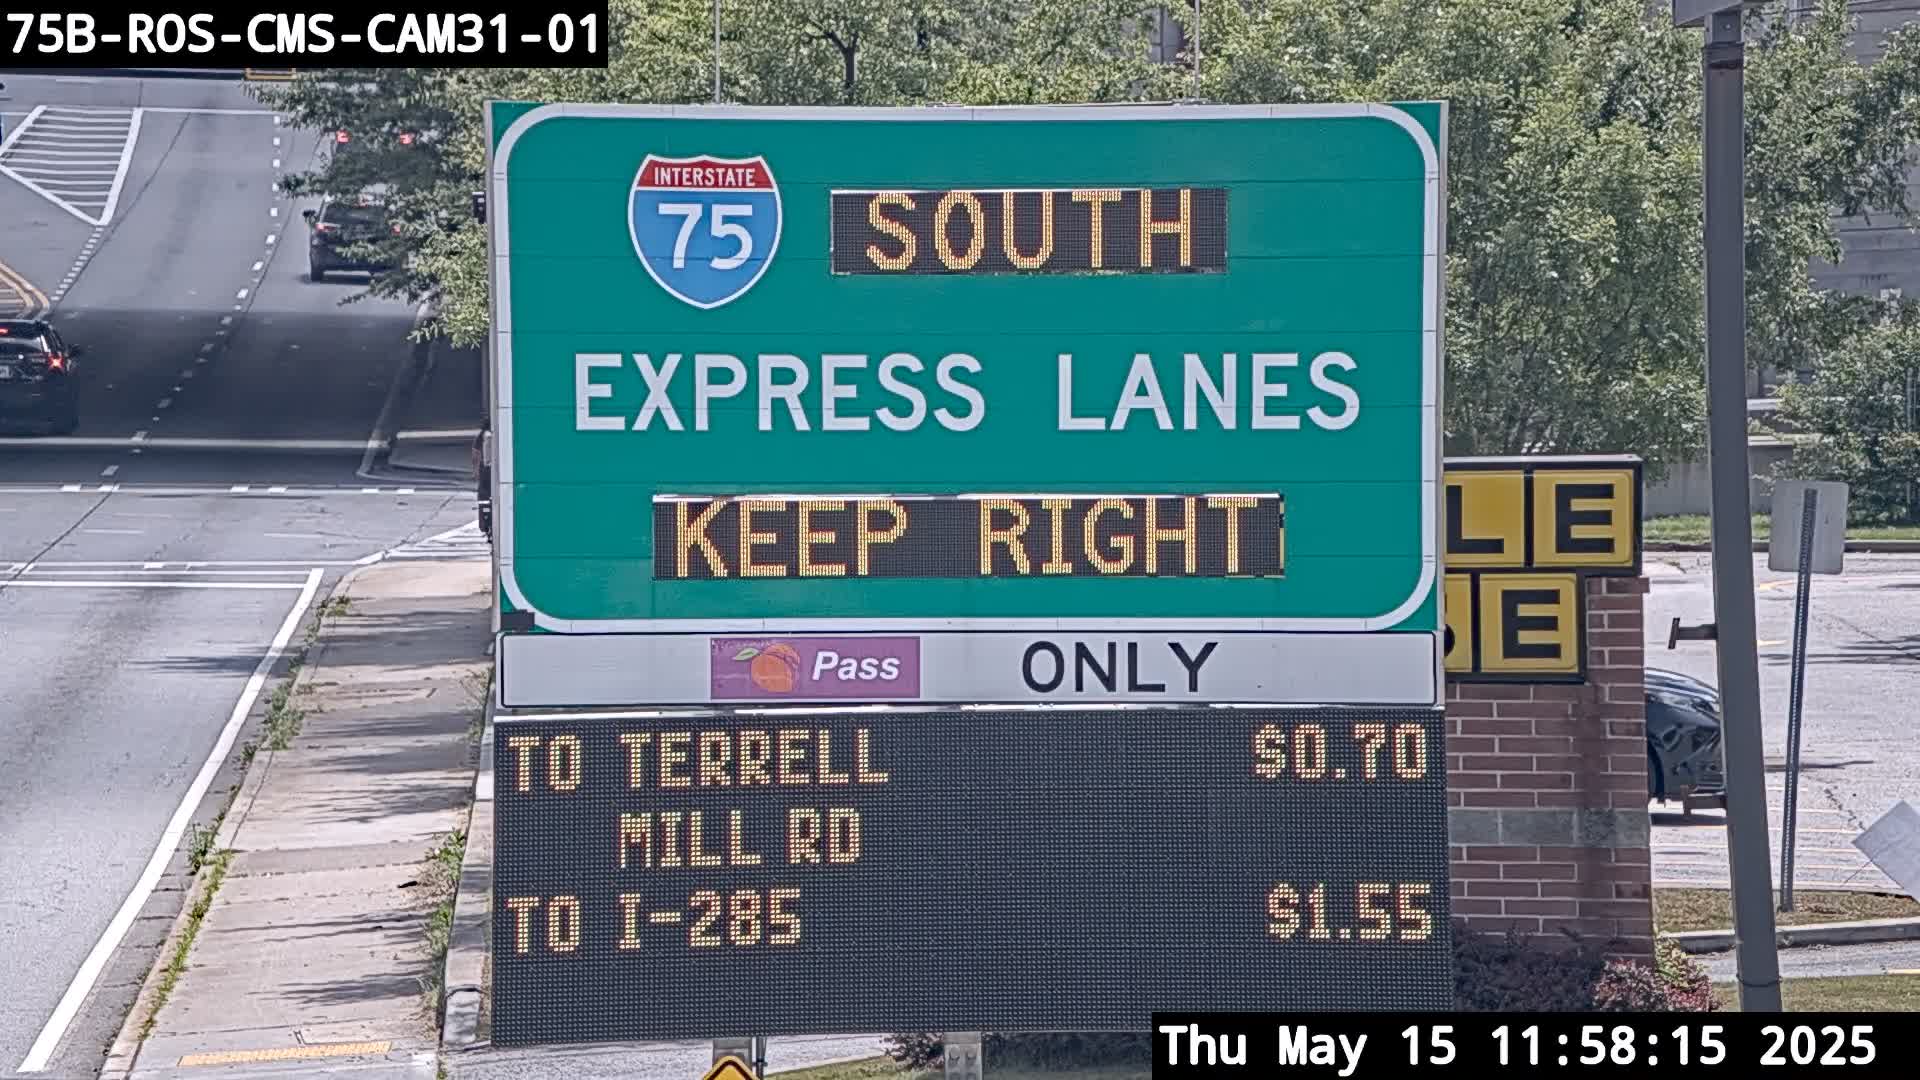 75B-ROS-CMS-CAM31-01
INTERSTATE
75
SOUTH
EXPRESS LANES
KEEP RIGHT
Pass ONLY
TO TERRELL $0.70
MILL RD
TO I-285 $1.55
LE
E
Thu May 15 11:58:15 2025